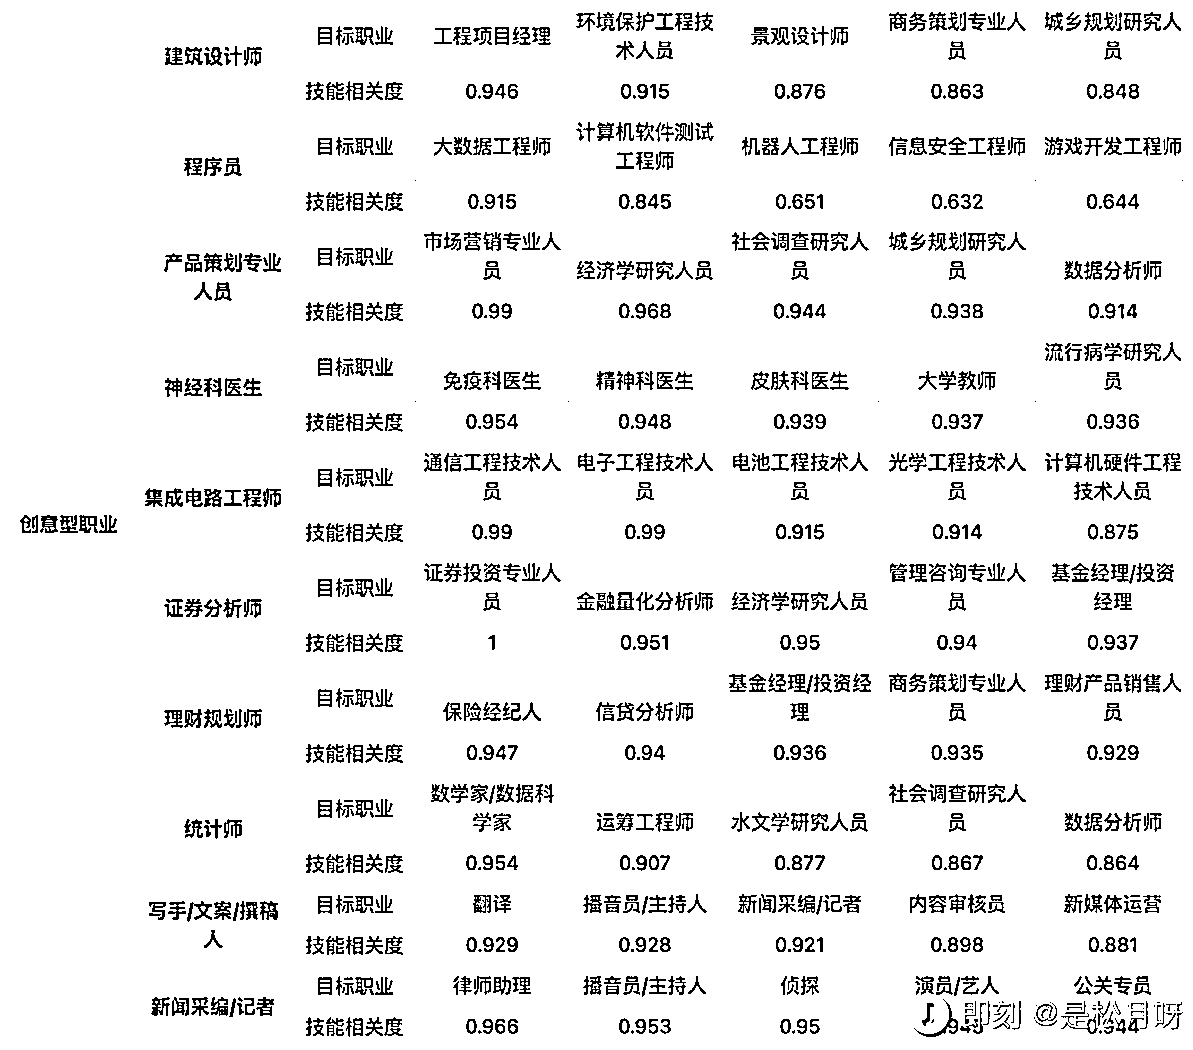 创意型职业
建筑设计师
目标职业 工程项目经理 环境保护工程技术人员 景观设计师 商务策划专业人员 城乡规划研究人员
技能相关度 0.946 0.915 0.876 0.863 0.848
程序员
目标职业 大数据工程师 计算机软件测试工程师 机器人工程师 信息安全工程师 游戏开发工程师
技能相关度 0.915 0.845 0.651 0.632 0.644
产品策划专业人员
目标职业 市场营销专业人员 经济学研究人员 社会调查研究人员 城乡规划研究人员 数据分析师
技能相关度 0.99 0.968 0.944 0.938 0.914
神经科医生
目标职业 免疫科医生 精神科医生 皮肤科医生 大学教师 流行病学研究人员
技能相关度 0.954 0.948 0.939 0.937 0.936
集成电路工程师
目标职业 通信工程技术人员 电子工程技术人员 电池工程技术人员 光学工程技术人员 计算机硬件工程技术人员
技能相关度 0.99 0.99 0.915 0.914 0.875
证券分析师
目标职业 证券投资专业人员 金融量化分析师 经济学研究人员 管理咨询专业人员 基金经理/投资经理
技能相关度 1 0.951 0.95 0.94 0.937
理财规划师
目标职业 保险经纪人 信贷分析师 基金经理/投资经理 商务策划专业人员 理财产品销售人员
技能相关度 0.947 0.94 0.936 0.935 0.929
统计师
目标职业 数学家/数据科学家 运筹工程师 水文学研究人员 社会调查研究人员 数据分析师
技能相关度 0.954 0.907 0.877 0.867 0.864
写手/文案/撰稿人
目标职业 翻译 播音员/主持人 新闻采编/记者 内容审核员 新媒体运营
技能相关度 0.929 0.928 0.921 0.898 0.881
新闻采编/记者
目标职业 律师助理 播音员/主持人 侦探 演员/艺人 公关专员
技能相关度 0.966 0.953 0.95
即刻 @是松月呀